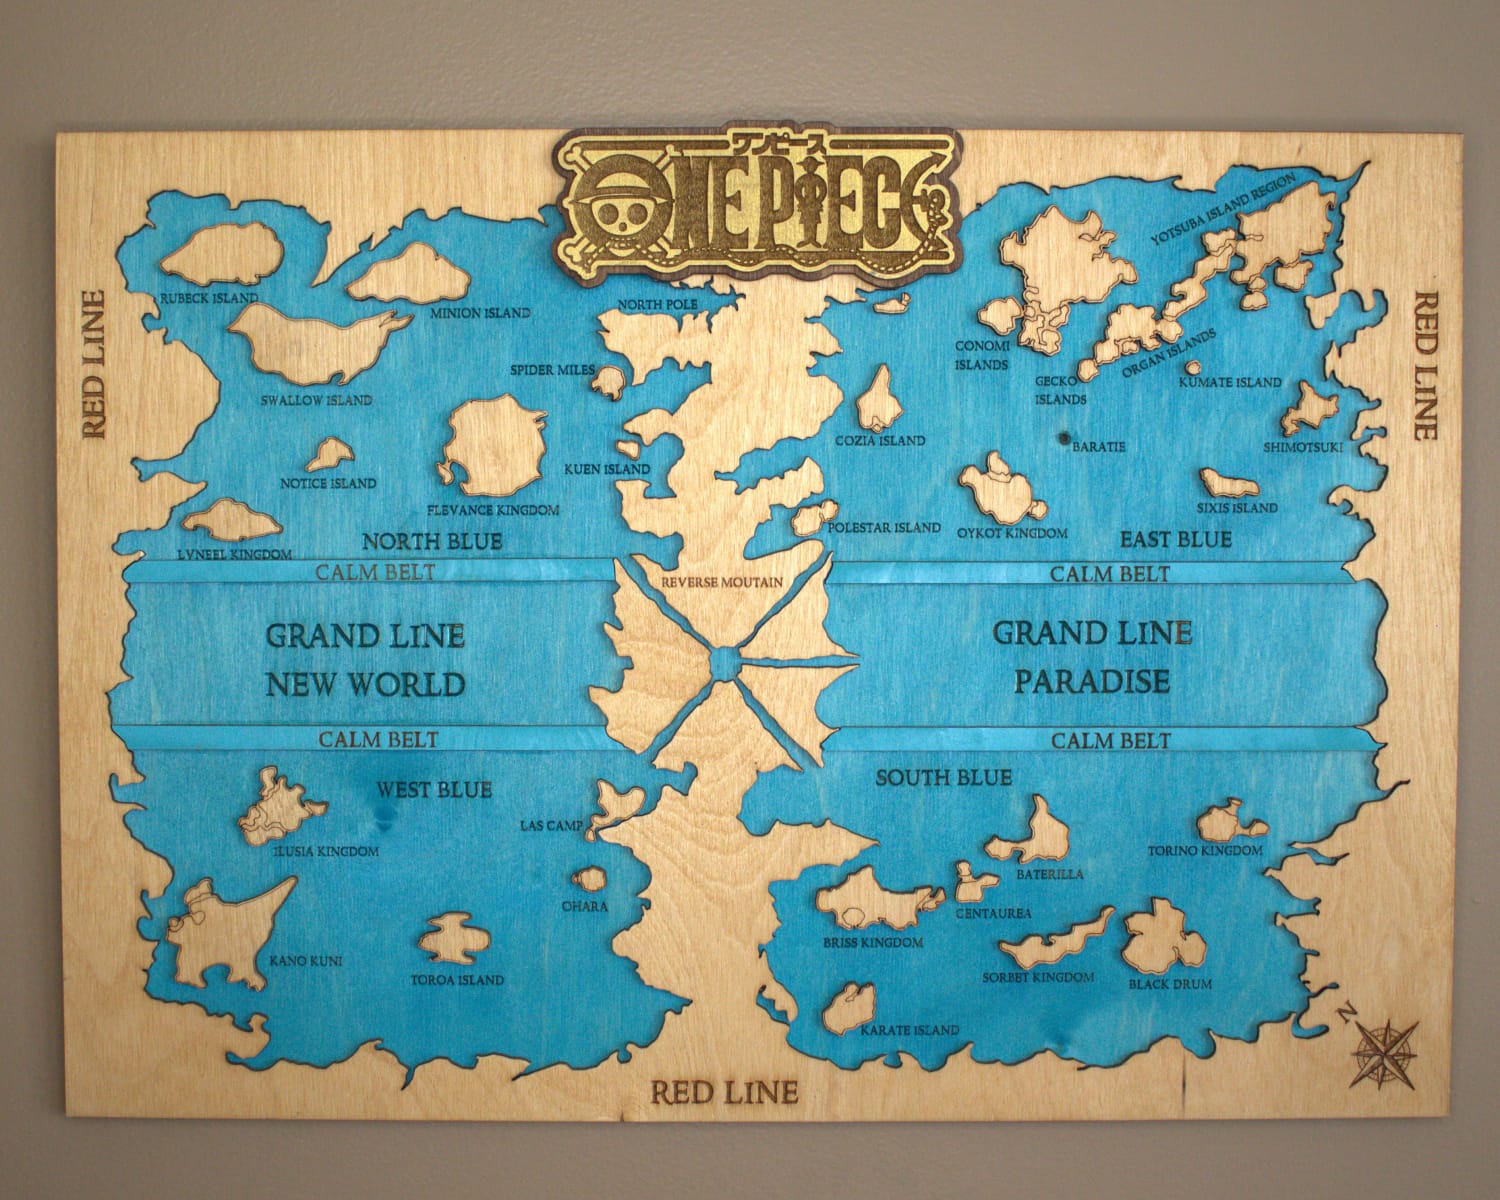 ワンピース
ONE PIECE
RED LINE
RUBECK ISLAND
MINION ISLAND
SWALLOW ISLAND
NORTH POLE
SPIDER MILES
NOTICE ISLAND
FLEVANCE KINGDOM
KUEN ISLAND
LVNEEL KINGDOM
NORTH BLUE
YOTSUBA ISLAND REGION
CONOMI
ISLANDS
GECKO
ISLANDS
ORGAN ISLANDS
KUMATE ISLAND
COZIA ISLAND
BARATIE
SHIMOTSUKI
SIXIS ISLAND
POLESTAR ISLAND
OYKOT KINGDOM
EAST BLUE
RED LINE
CALM BELT
REVERSE MOUTAIN
CALM BELT
GRAND LINE
NEW WORLD
GRAND LINE
PARADISE
CALM BELT
CALM BELT
WEST BLUE
LAS CAMP
ILUSIA KINGDOM
OHARA
KANO KUNI
TOROA ISLAND
SOUTH BLUE
BATERILLA
TORINO KINGDOM
CENTAUREA
BRISS KINGDOM
SORBET KINGDOM
BLACK DRUM
KARATE ISLAND
N
RED LINE